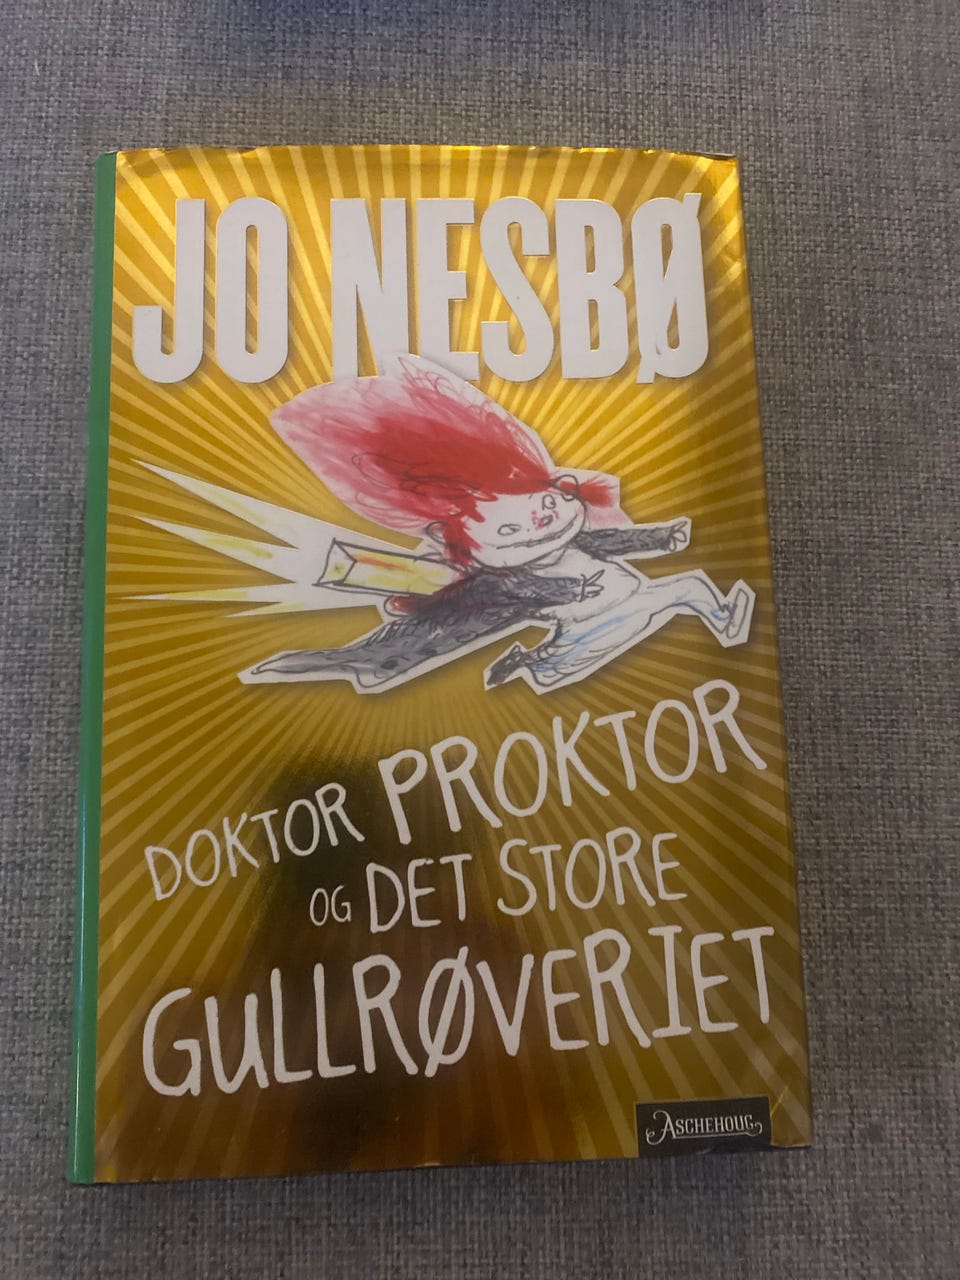 JO NESBØ
DOKTOR PROKTOR
OG DET STORE
GULLRØVERIET
ASCHEHOUG